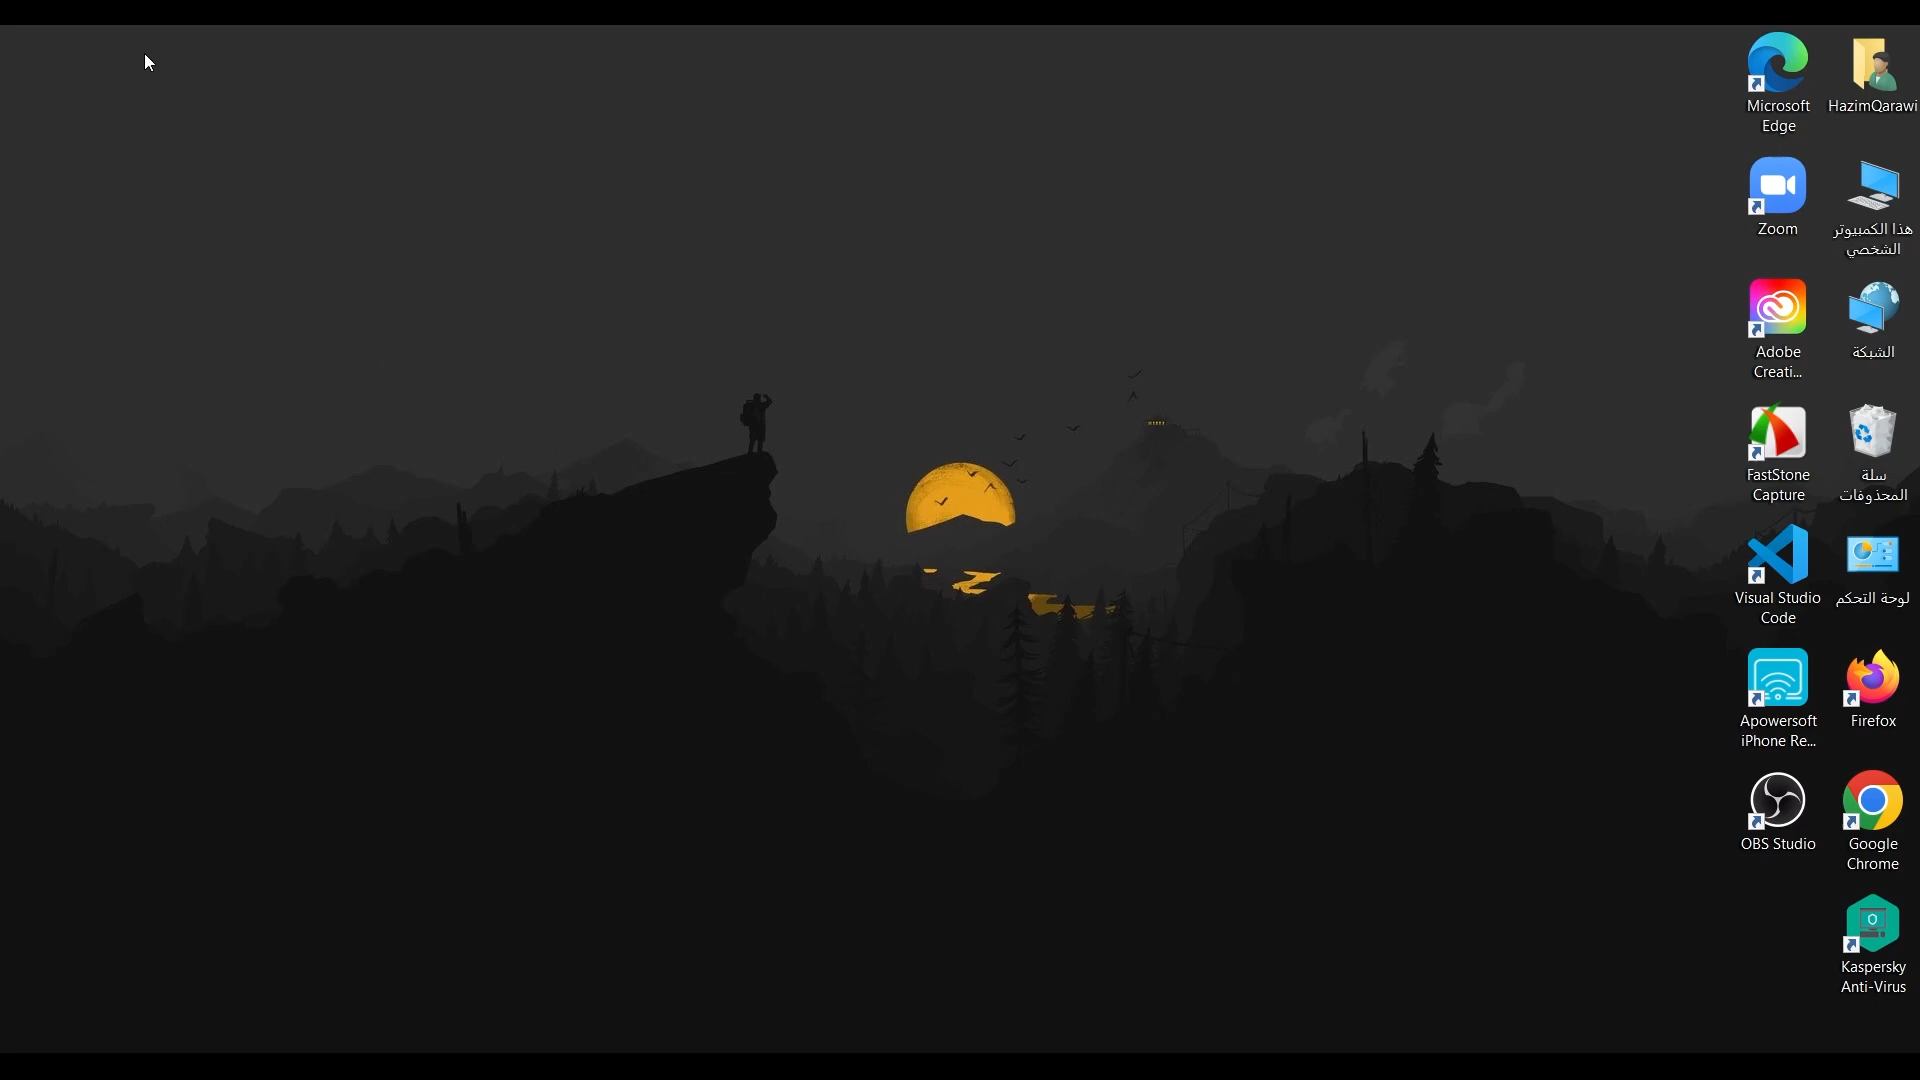 HazimQarawi
هذا الكمبيوتر
الشخصي
الشبكة
سلة
المحذوفات
لوحة التحكم
Firefox
Google
Chrome
Kaspersky
Anti-Virus
Microsoft
Edge
Zoom
Adobe
Creati...
FastStone
Capture
Visual Studio
Code
Apowersoft
iPhone Re...
OBS Studio